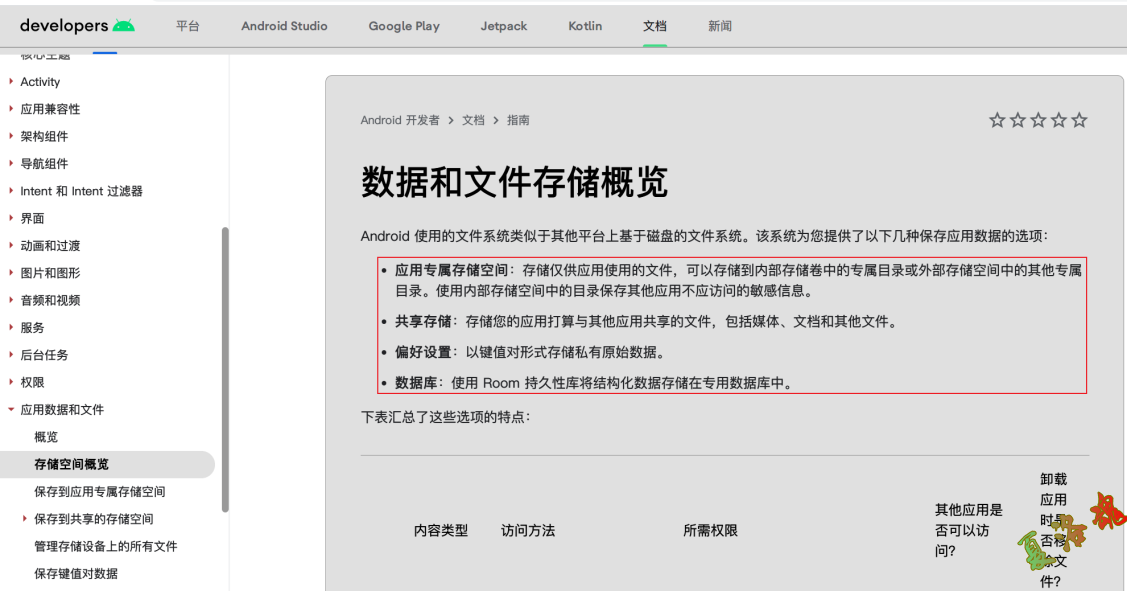 developers 平台 Android Studio Google Play Jetpack Kotlin 文档 新闻
核心主题
Activity
应用兼容性
架构组件
导航组件
Intent 和 Intent 过滤器
界面
动画和过渡
图片和图形
音频和视频
服务
后台任务
权限
应用数据和文件
概览
存储空间概览
保存到应用专属存储空间
保存到共享的存储空间
管理存储设备上的所有文件
保存键值对数据
Android 开发者 > 文档 > 指南
数据和文件存储概览
Android 使用的文件系统类似于其他平台上基于磁盘的文件系统。该系统为您提供了以下几种保存应用数据的选项：
• 应用专属存储空间：存储仅供应用使用的文件，可以存储到内部存储卷中的专属目录或外部存储空间中的其他专属
目录。使用内部存储空间中的目录保存其他应用不应访问的敏感信息。
• 共享存储：存储您的应用打算与其他应用共享的文件，包括媒体、文档和其他文件。
• 偏好设置：以键值对形式存储私有原始数据。
• 数据库：使用 Room 持久性库将结构化数据存储在专用数据库中。
下表汇总了这些选项的特点：
内容类型
访问方法
所需权限
其他应用是
否可以访
问?
卸载
应用
时是
否移
除文
件?